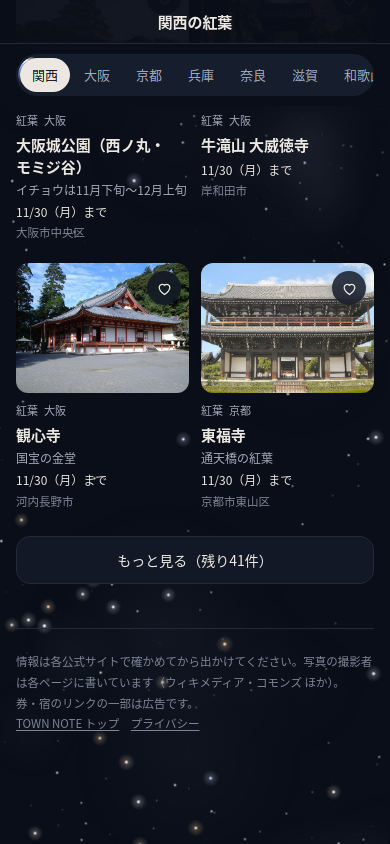 関西の紅葉
関西 大阪 京都 兵庫 奈良 滋賀
紅葉 大阪
大阪城公園（西ノ丸・
モミジ谷）
イチョウは11月下旬〜12月上旬
11/30（月）まで
大阪市中央区
紅葉 大阪
牛滝山 大威徳寺
11/30（月）まで
岸和田市
紅葉 大阪
観心寺
国宝の金堂
11/30（月）まで
河内長野市
紅葉 京都
東福寺
通天橋の紅葉
11/30（月）まで
京都市東山区
もっと見る（残り41件）
情報は各公式サイトで確かめてから出かけてください。写真の撮影者
は各ページに書いています（ウィキメディア・コモンズ ほか）。
券・宿のリンクの一部は広告です。
TOWN NOTE トップ プライバシー